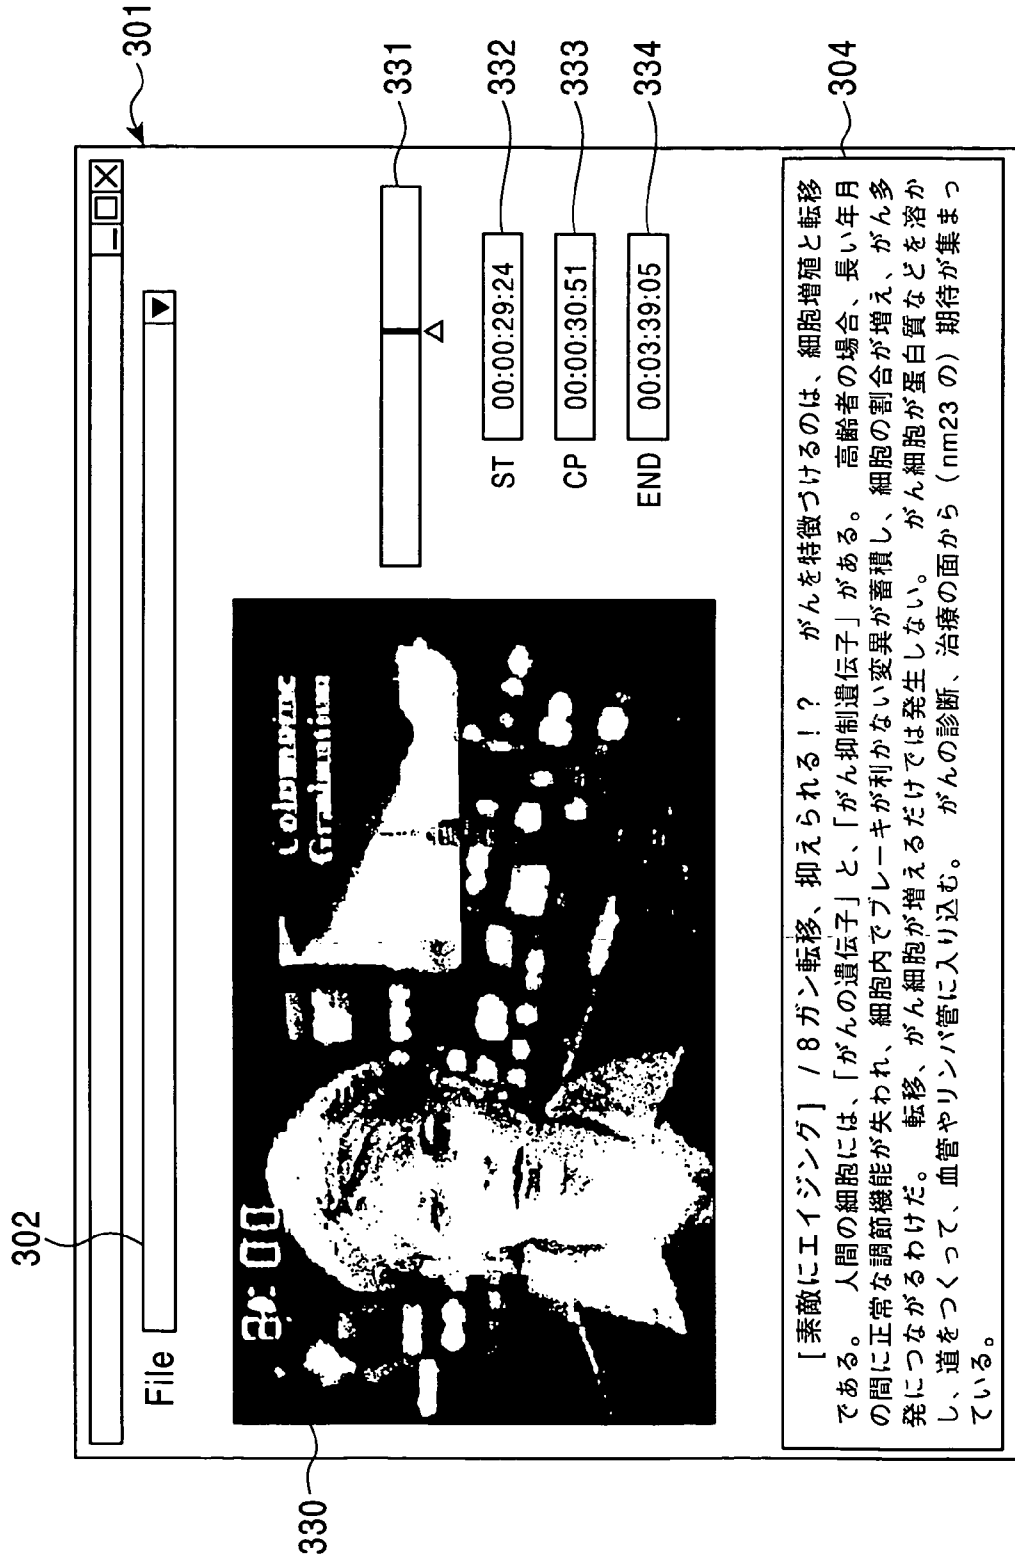 302
File
301
330
20:00
331
ST 00:00:29:24 332
CP 00:00:30:51 333
END 00:03:39:05 334
304
[素敵にエイジング] /8ガン転移、抑えられる!? がんを特徴づけるのは、細胞増殖と転移
である。 人間の細胞には、「がんの遺伝子」と、「がん抑制遺伝子」がある。 高齢者の場合、長い年月
の間に正常な調節機能が失われ、細胞内でブレーキが利かない変異が蓄積し、細胞の割合が増え、がん多
発につながるわけだ。 転移、がん細胞が増えるだけでは発生しない。 がん細胞が蛋白質などを溶か
し、道をつくって、血管やリンパ管に入り込む。 がんの診断、治療の面から(nm23 の)期待が集まっ
ている。